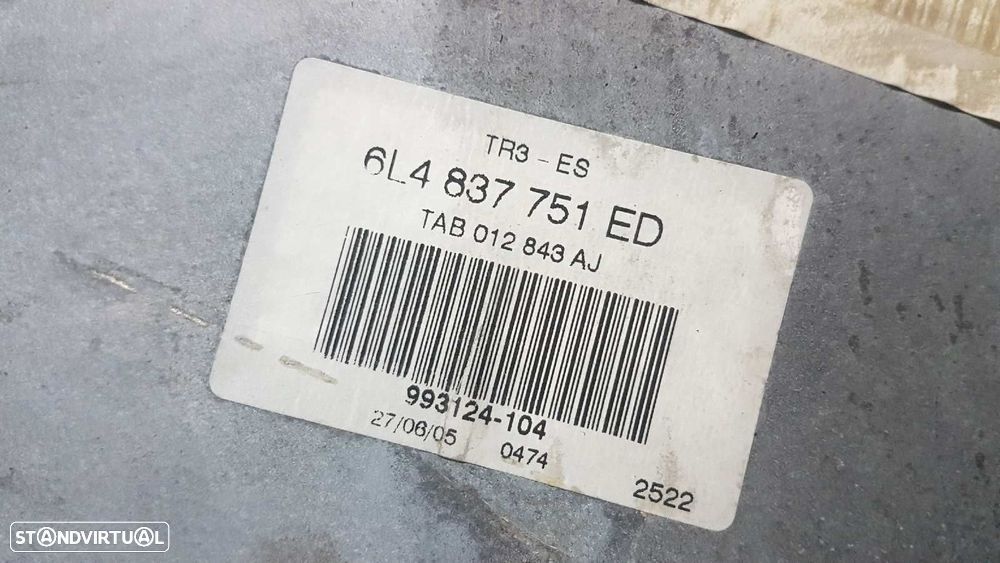 TR3 - ES
6L4 837 751 ED
TAB 012 843 AJ
993124-104
27/06/05 0474
2522
STANDVIRTUAL